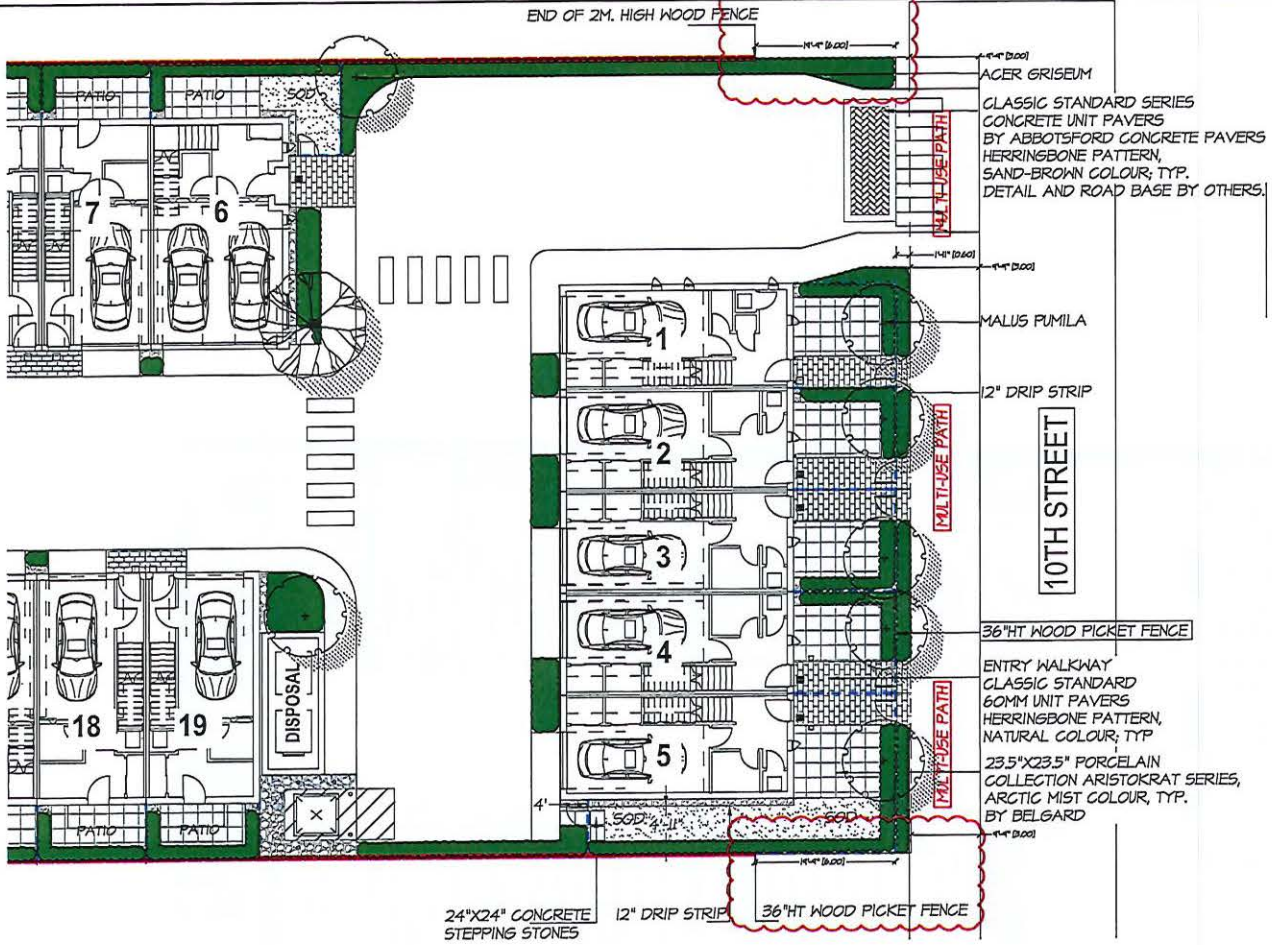 END OF 2M. HIGH WOOD FENCE
19'-9" [6.00]
ACER GRISEUM
CLASSIC STANDARD SERIES
CONCRETE UNIT PAVERS
BY ABBOTSFORD CONCRETE PAVERS
HERRINGBONE PATTERN,
SAND-BROWN COLOUR; TYP.
DETAIL AND ROAD BASE BY OTHERS.
PATIO
PATIO
SOD
7
6
MULTI-USE PATH
1
MALUS PUMILA
12" DRIP STRIP
2
MULTI-USE PATH
10TH STREET
3
36"HT WOOD PICKET FENCE
4
ENTRY WALKWAY
CLASSIC STANDARD
60MM UNIT PAVERS
HERRINGBONE PATTERN,
NATURAL COLOUR; TYP
18
19
DISPOSAL
5
MULTI-USE PATH
23.5"X23.5" PORCELAIN
COLLECTION ARISTOKRAT SERIES,
ARCTIC MIST COLOUR, TYP.
BY BELGARD
4'
SOD
SOD
PATIO
PATIO
24"X24" CONCRETE
STEPPING STONES
12" DRIP STRIP
36"HT WOOD PICKET FENCE